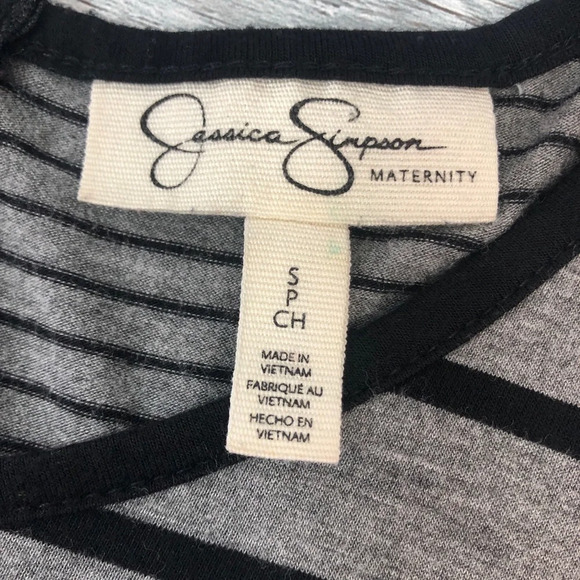 Jessica Simpson
MATERNITY
S
P
CH
MADE IN
VIETNAM
FABRIQUÉ AU
VIETNAM
HECHO EN
VIETNAM